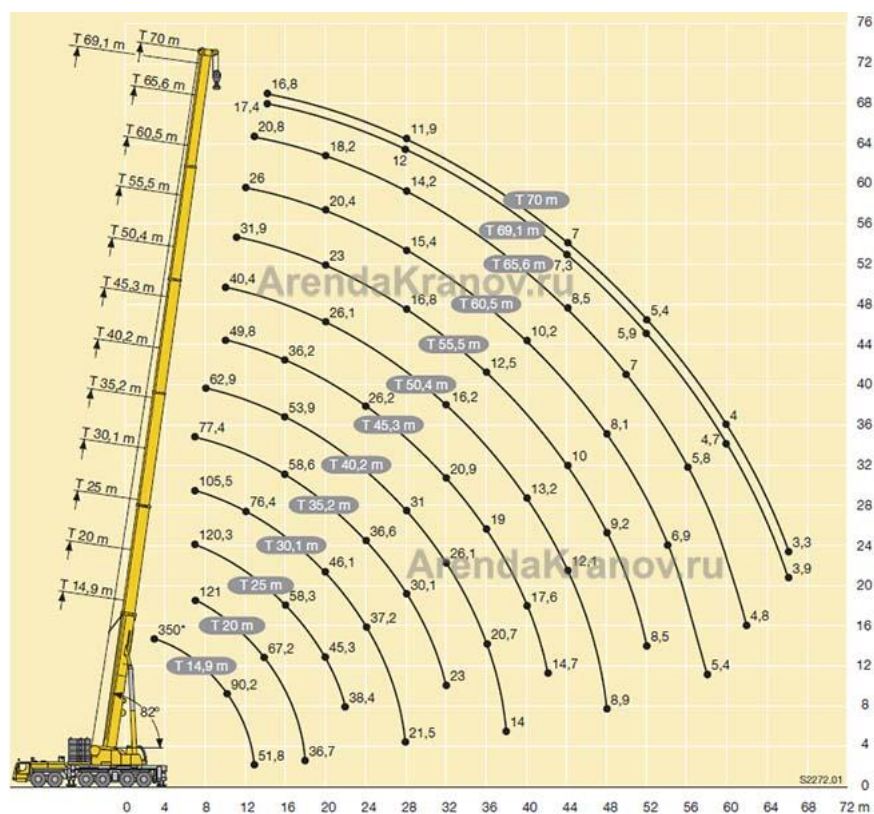 76
T 69,1 m T 70 m
72
T 65,6 m
16,8
17,4
68
T 60,5 m
20,8 18,2 11,9
12
64
T 55,5 m
26 20,4 14,2
60
T 50,4 m
31,9 23 15,4
T 70 m
T 69,1 m
T 65,6 m
7
7,3
56
52
T 45,3 m
ArendaKranov.ru
40,4 26,1 16,8 T 60,5 m 8,5 5,4
5,9
48
T 40,2 m
49,8 36,2 T 55,5 m 12,5 10,2 7
44
T 35,2 m
62,9 53,9 26,2 T 50,4 m 16,2
T 45,3 m
8,1 4
4,7
40
36
T 30,1 m
77,4 58,6 T 40,2 m 20,9 10 5,8
32
T 25 m
105,5 76,4 T 35,2 m 31 19 13,2 9,2
28
T 20 m
120,3 T 30,1 m 36,6 26,1 12,1 6,9 3,3
3,9
24
ArendaKranov.ru
T 14,9 m
121 T 25 m 58,3 46,1 30,1 17,6
20
350* T 20 m 67,2 45,3 37,2 20,7 8,5 4,8
16
T 14,9 m
90,2 38,4 23 14,7 5,4
12
82°
51,8 36,7 21,5 14 8,9
8
4
S2272.01
0
0 4 8 12 16 20 24 28 32 36 40 44 48 52 56 60 64 68 72 m